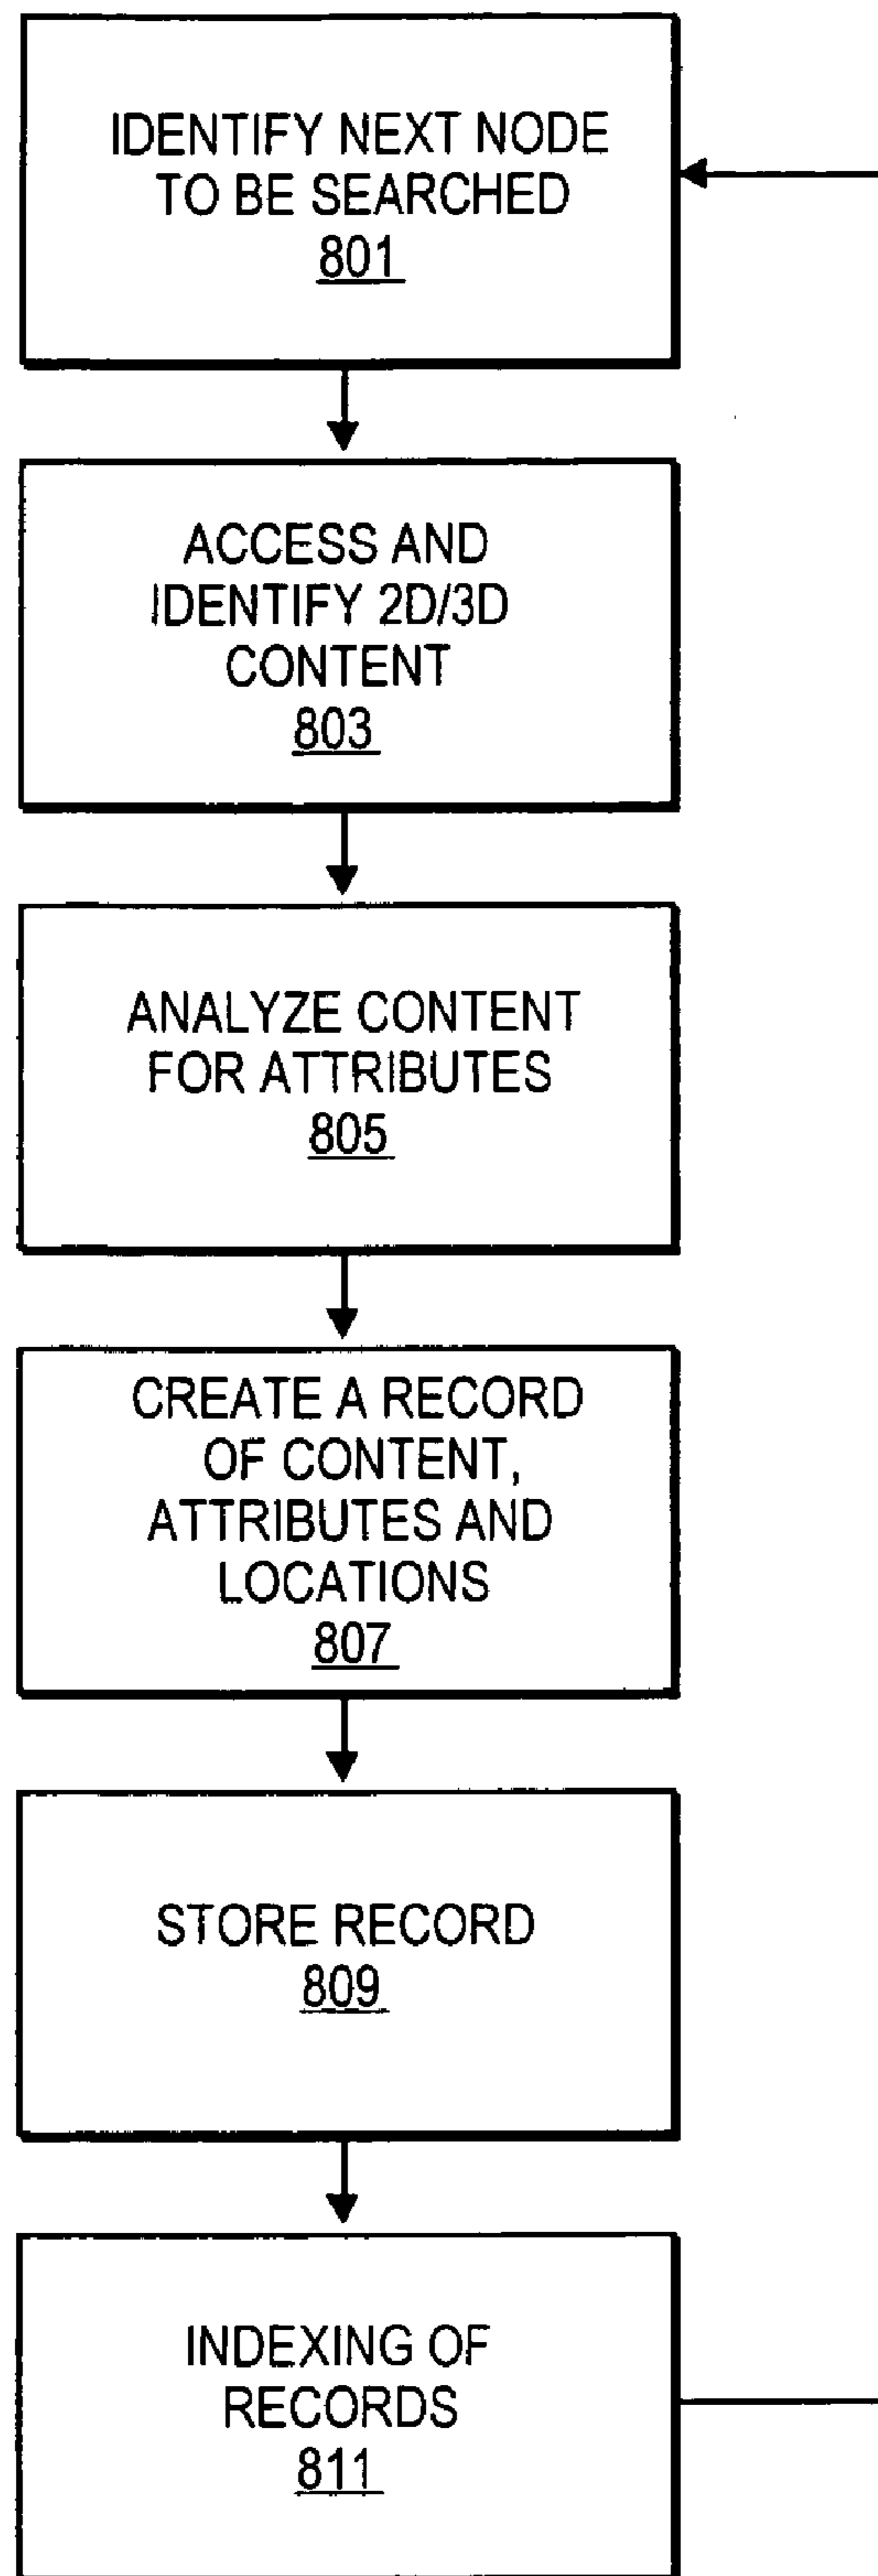 IDENTIFY NEXT NODE
TO BE SEARCHED
801
ACCESS AND
IDENTIFY 2D/3D
CONTENT
803
ANALYZE CONTENT
FOR ATTRIBUTES
805
CREATE A RECORD
OF CONTENT,
ATTRIBUTES AND
LOCATIONS
807
STORE RECORD
809
INDEXING OF
RECORDS
811